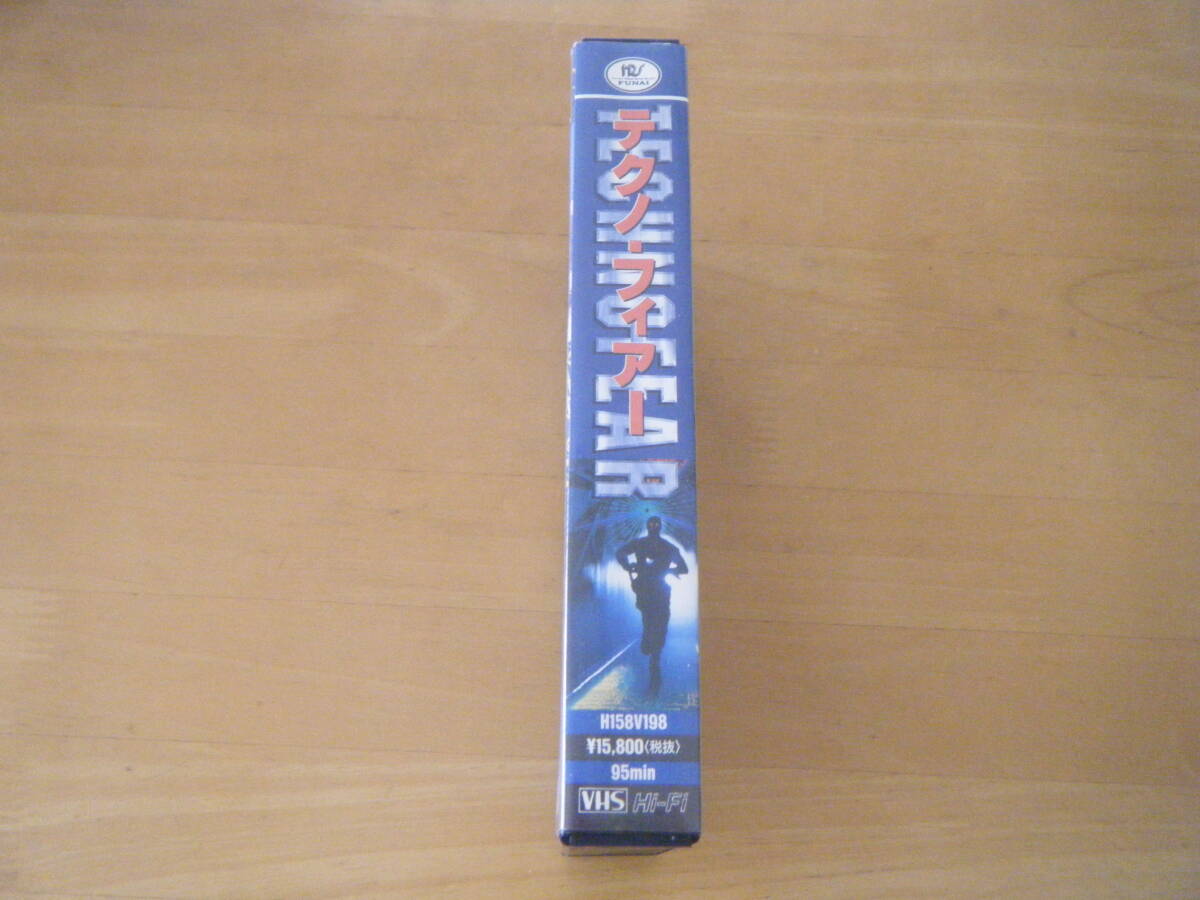 FUNAI
TECHNOFEAR
テクノ・フィアー
H158V198
¥15,800〈税抜〉
95min
VHS Hi-Fi